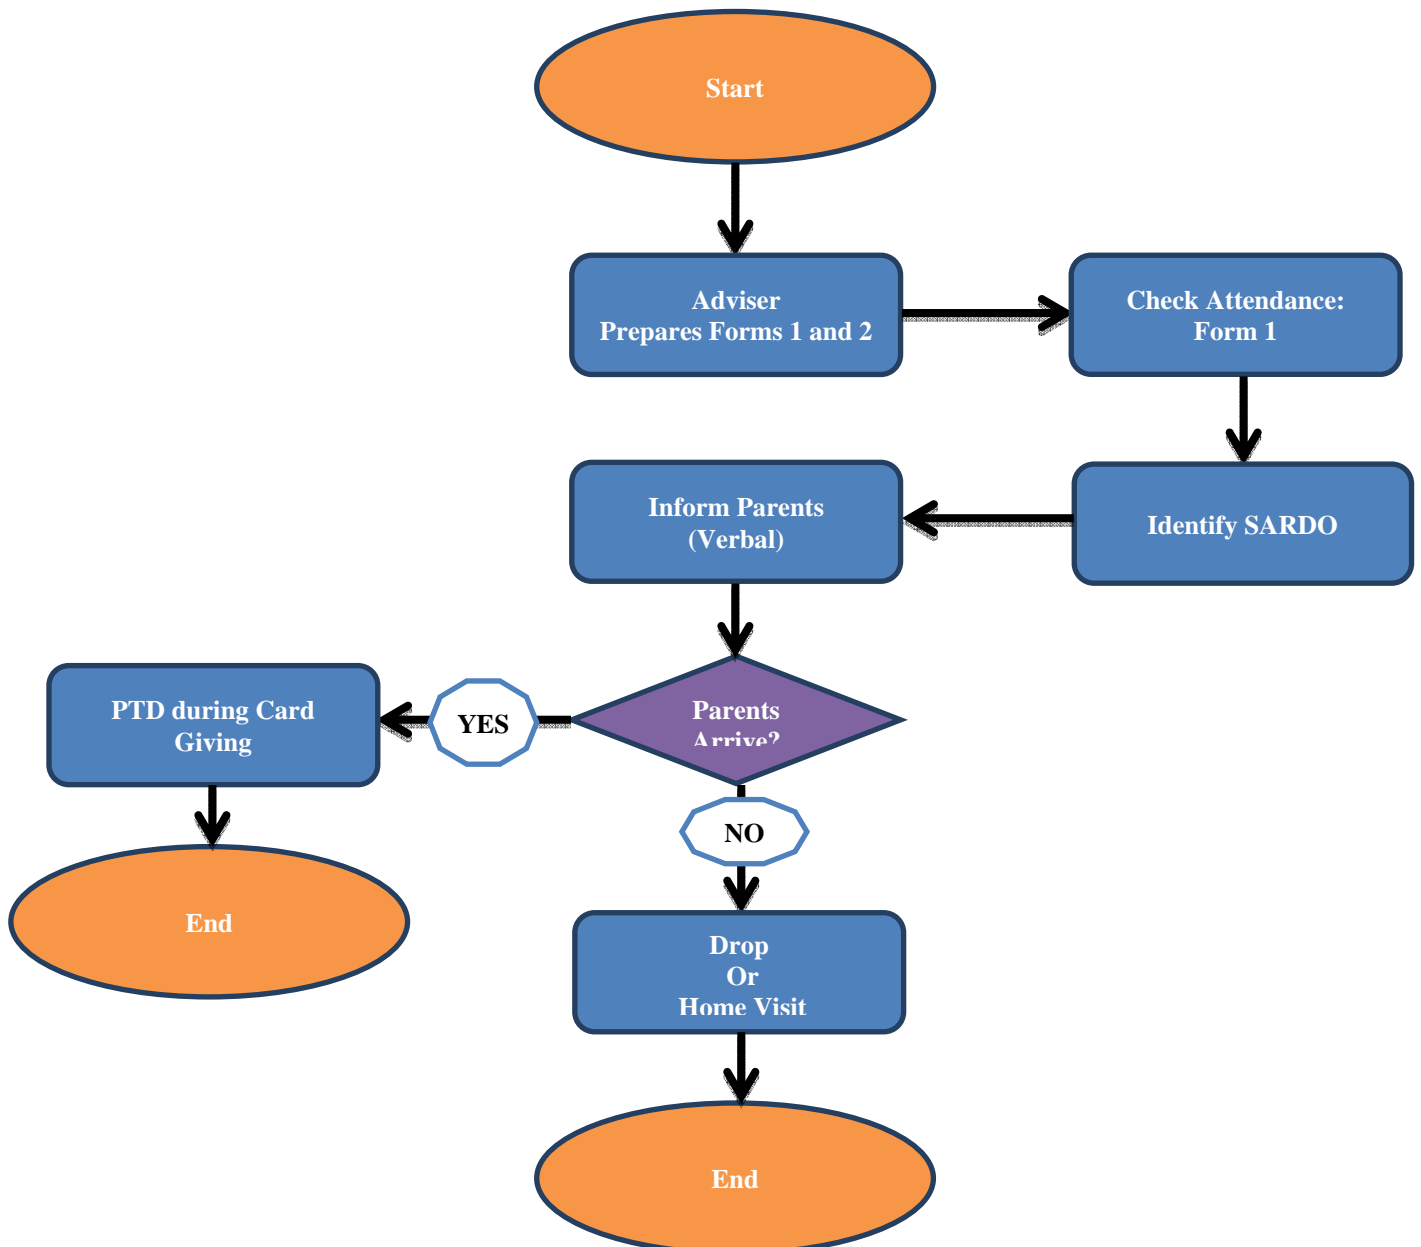 Start
Adviser
Prepares Forms 1 and 2
Check Attendance:
Form 1
Identify SARDO
Inform Parents
(Verbal)
Parents
Arrive?
YES
PTD during Card
Giving
End
NO
Drop
Or
Home Visit
End